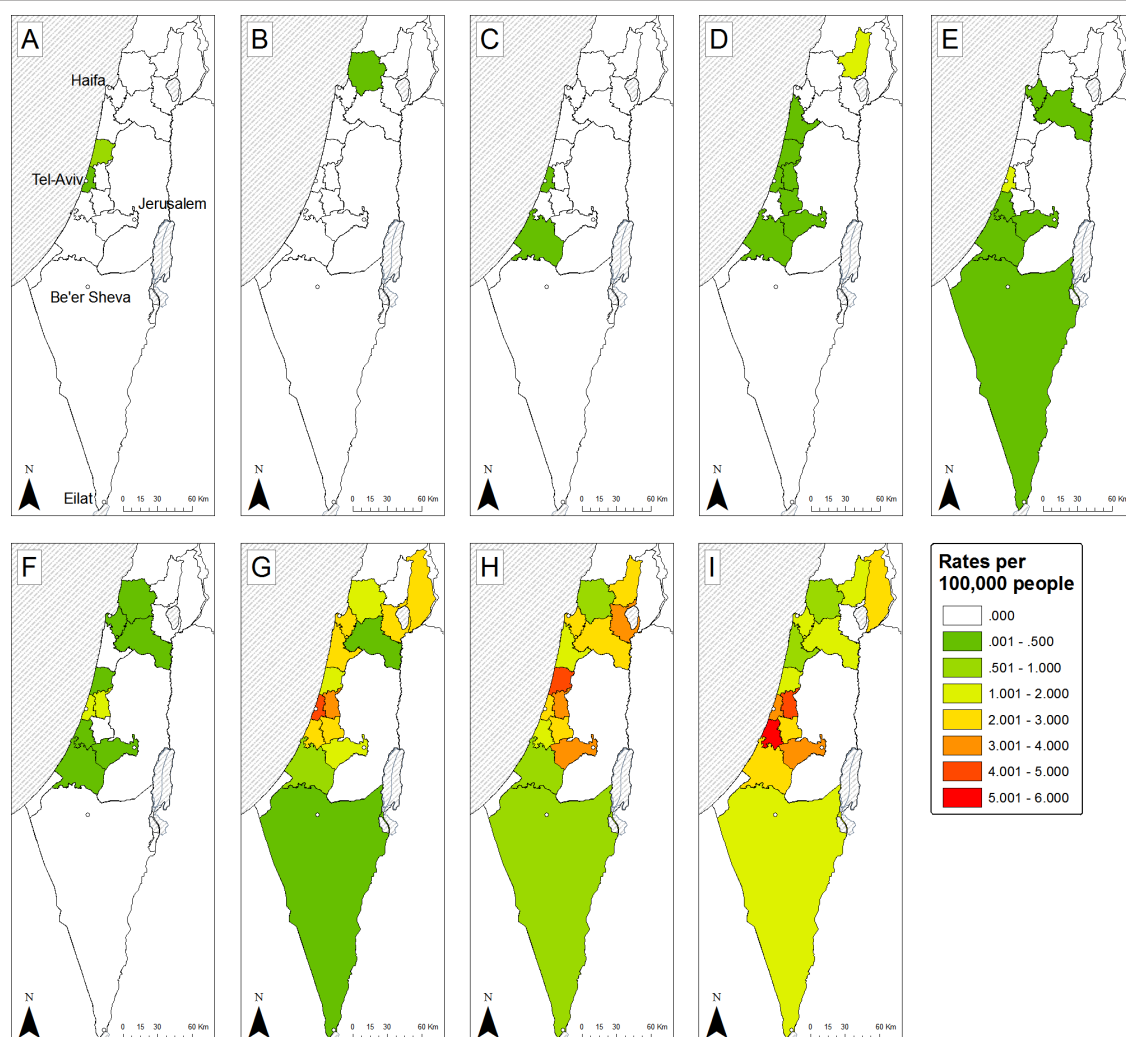 A
B
C
D
E
Haifa
Tel-Aviv
Jerusalem
Be'er Sheva
Eilat
N
0 15 30 60 Km
N
0 15 30 60 Km
N
0 15 30 60 Km
N
0 15 30 60 Km
N
0 15 30 60 Km
F
G
H
I
Rates per
100,000 people
.000
.001 - .500
.501 - 1.000
1.001 - 2.000
2.001 - 3.000
3.001 - 4.000
4.001 - 5.000
5.001 - 6.000
N
0 15 30 60 Km
N
0 15 30 60 Km
N
0 15 30 60 Km
N
0 15 30 60 Km